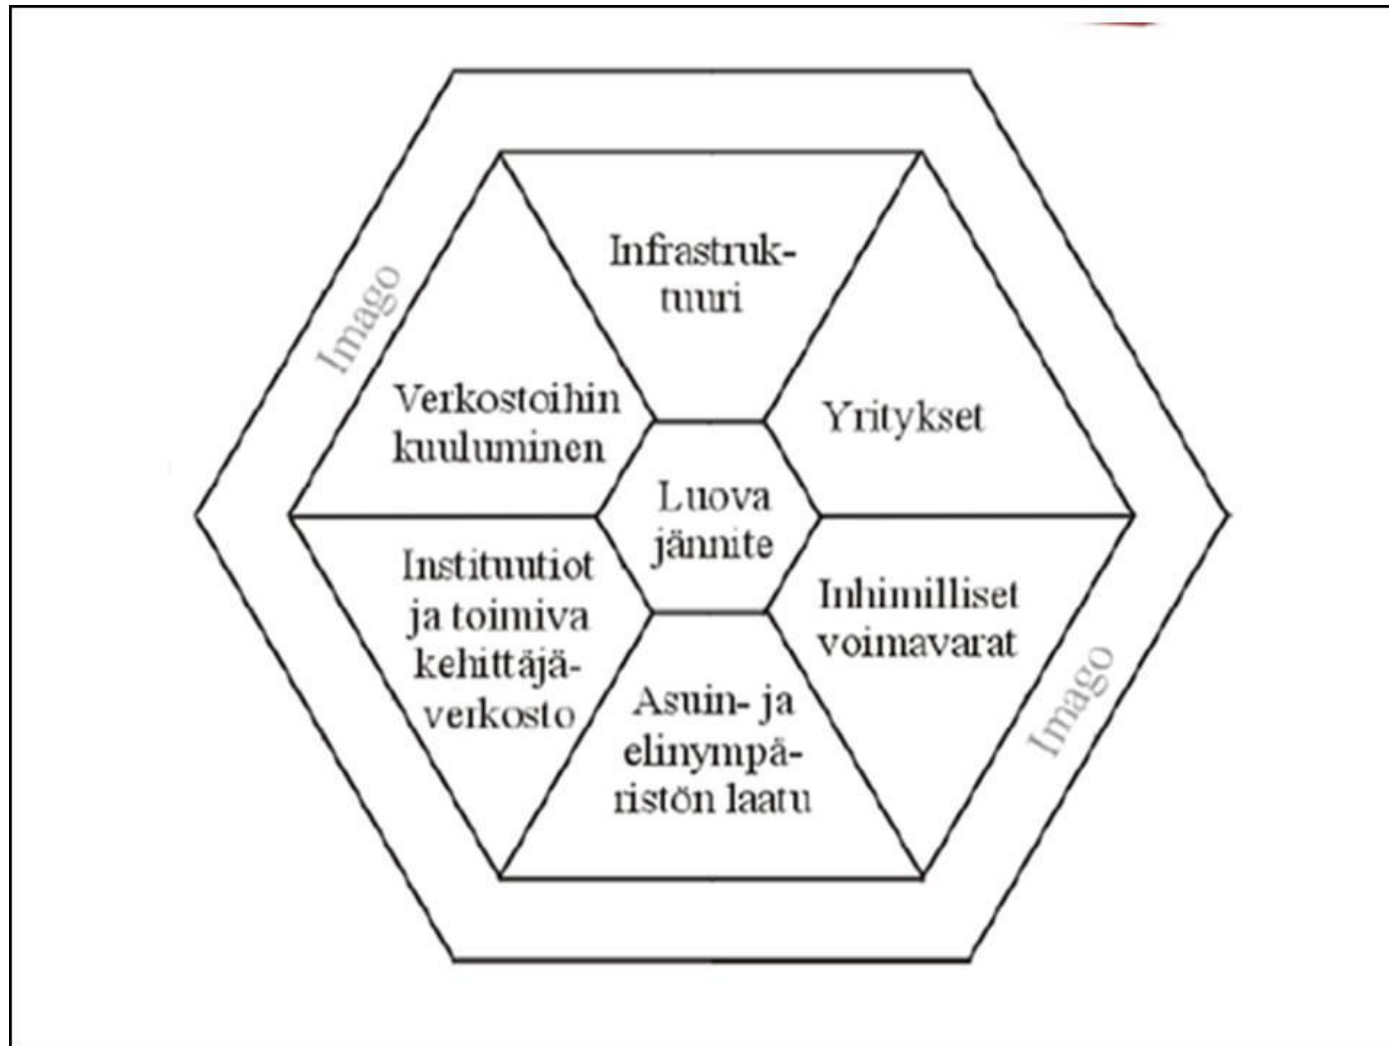 Infrastruk-
tuuri
Imago
Verkostoihin
kuuluminen
Yritykset
Luova
jännite
Instituutiot
ja toimiva
kehittäjä-
verkosto
Inhimilliset
voimavarat
Asuin- ja
elinympä-
ristön laatu
Imago